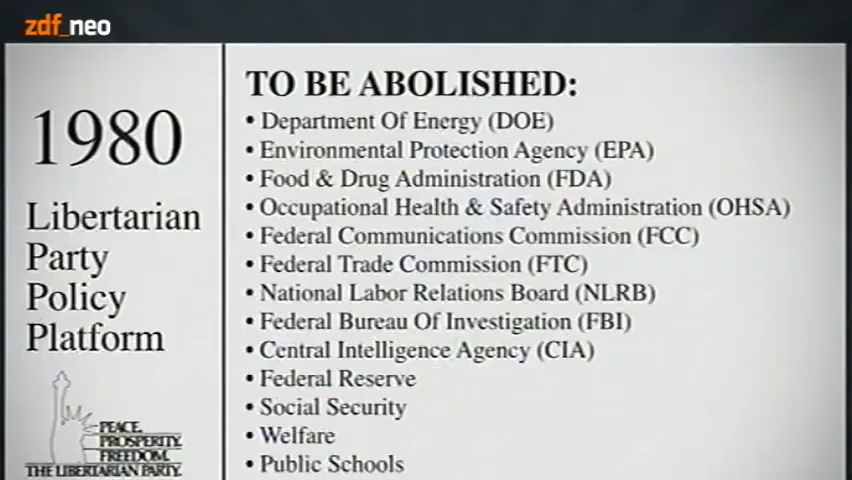 zdf_neo
1980
Libertarian
Party
Policy
Platform
PEACE.
PROSPERITY.
FREEDOM.
THE LIBERTARIAN PARTY.
TO BE ABOLISHED:
• Department Of Energy (DOE)
• Environmental Protection Agency (EPA)
• Food & Drug Administration (FDA)
• Occupational Health & Safety Administration (OHSA)
• Federal Communications Commission (FCC)
• Federal Trade Commission (FTC)
• National Labor Relations Board (NLRB)
• Federal Bureau Of Investigation (FBI)
• Central Intelligence Agency (CIA)
• Federal Reserve
• Social Security
• Welfare
• Public Schools